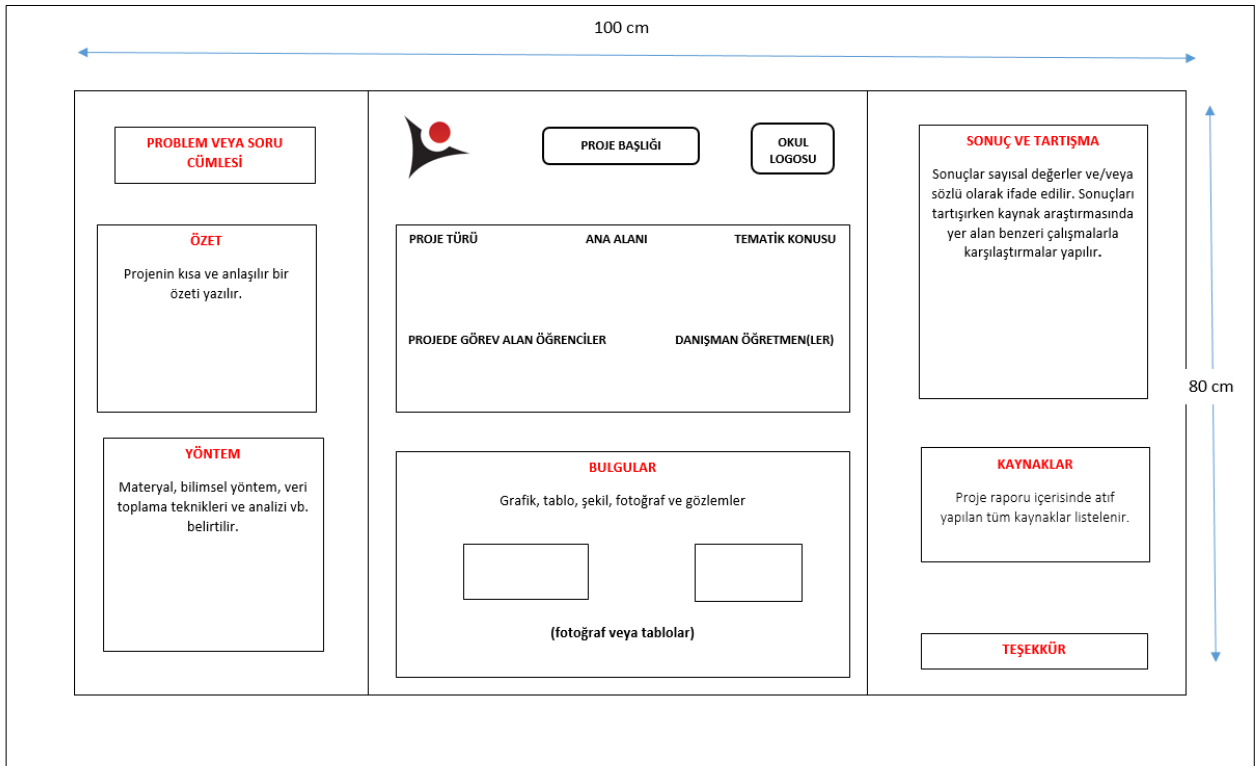 100 cm
PROBLEM VEYA SORU
CÜMLESİ
ÖZET
Projenin kısa ve anlaşılır bir
özeti yazılır.
YÖNTEM
Materyal, bilimsel yöntem, veri
toplama teknikleri ve analizi vb.
belirtilir.
PROJE BAŞLIĞI
OKUL
LOGOSU
PROJE TÜRÜ ANA ALANI TEMATİK KONUSU
PROJEDE GÖREV ALAN ÖĞRENCİLER DANIŞMAN ÖĞRETMEN(LER)
BULGULAR
Grafik, tablo, şekil, fotoğraf ve gözlemler
(fotoğraf veya tablolar)
SONUÇ VE TARTIŞMA
Sonuçlar sayısal değerler ve/veya
sözlü olarak ifade edilir. Sonuçları
tartışırken kaynak araştırmasında
yer alan benzeri çalışmalarla
karşılaştırmalar yapılır.
KAYNAKLAR
Proje raporu içerisinde atıf
yapılan tüm kaynaklar listelenir.
TEŞEKKÜR
80 cm